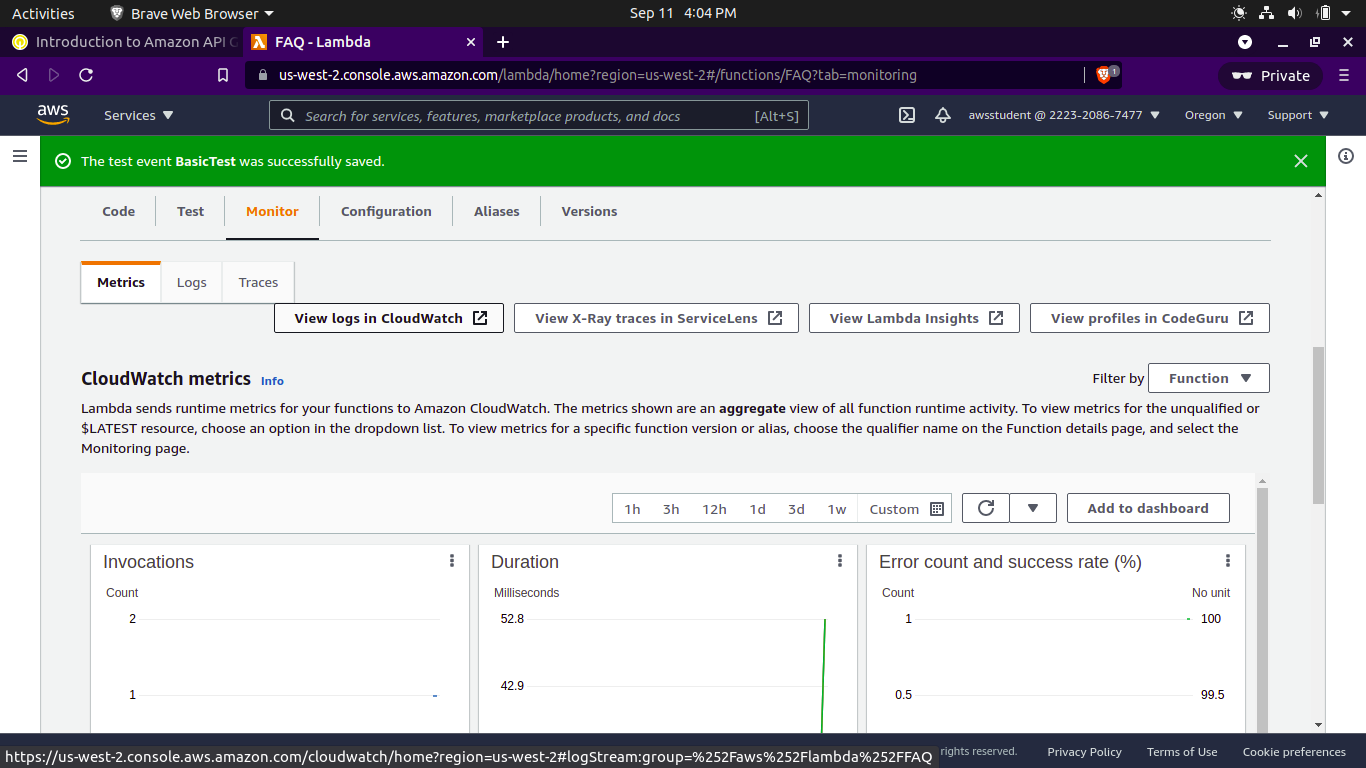 Activities Brave Web Browser Sep 11 4:04 PM
Introduction to Amazon API G FAQ - Lambda
us-west-2.console.aws.amazon.com/lambda/home?region=us-west-2#/functions/FAQ?tab=monitoring 1 Private
aws Services Search for services, features, marketplace products, and docs [Alt+S] awsstudent @ 2223-2086-7477 Oregon Support
The test event BasicTest was successfully saved.
Code Test Monitor Configuration Aliases Versions
Metrics Logs Traces
View logs in CloudWatch View X-Ray traces in ServiceLens View Lambda Insights View profiles in CodeGuru
CloudWatch metrics Info Filter by Function
Lambda sends runtime metrics for your functions to Amazon CloudWatch. The metrics shown are an aggregate view of all function runtime activity. To view metrics for the unqualified or
$LATEST resource, choose an option in the dropdown list. To view metrics for a specific function version or alias, choose the qualifier name on the Function details page, and select the
Monitoring page.
1h 3h 12h 1d 3d 1w Custom Add to dashboard
Invocations Duration Error count and success rate (%)
Count Milliseconds Count No unit
2 52.8 1 100
1 42.9 0.5 99.5
https://us-west-2.console.aws.amazon.com/cloudwatch/home?region=us-west-2#logStream:group=%252Faws%252Flambda%252FFAQ rights reserved. Privacy Policy Terms of Use Cookie preferences